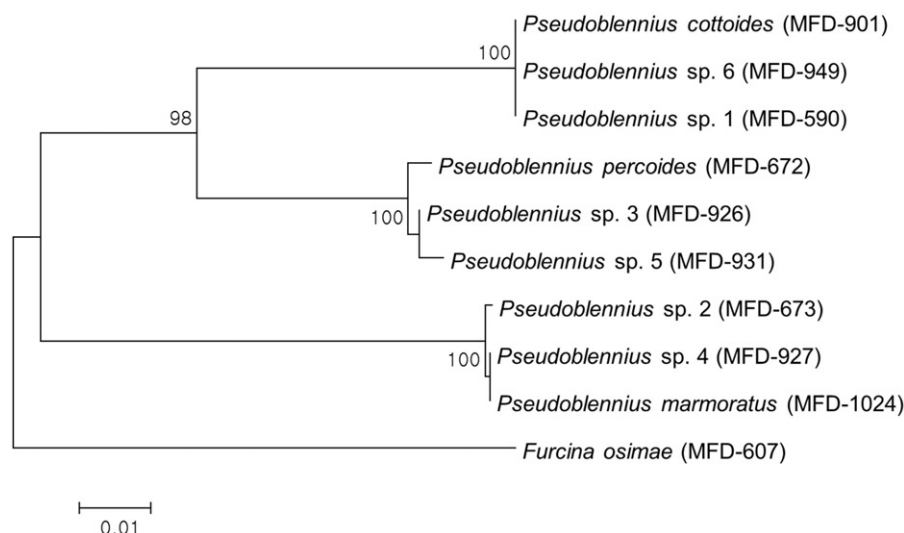 Pseudoblennius cottoides (MFD-901)
100
Pseudoblennius sp. 6 (MFD-949)
Pseudoblennius sp. 1 (MFD-590)
98
Pseudoblennius percoides (MFD-672)
100
Pseudoblennius sp. 3 (MFD-926)
Pseudoblennius sp. 5 (MFD-931)
Pseudoblennius sp. 2 (MFD-673)
100
Pseudoblennius sp. 4 (MFD-927)
Pseudoblennius marmoratus (MFD-1024)
Furcina osimae (MFD-607)
0.01